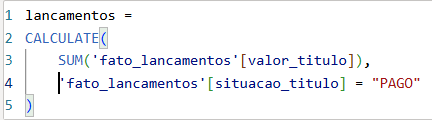 1 lancamentos =
2 CALCULATE(
3 SUM('fato_lancamentos'[valor_titulo]),
4 'fato_lancamentos'[situacao_titulo] = "PAGO"
5 )